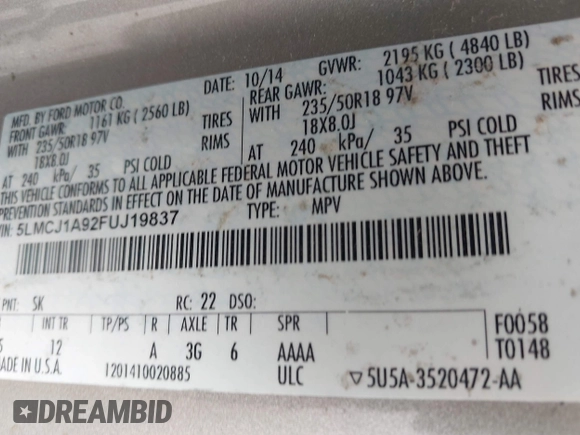 MFD. BY FORD MOTOR CO.
DATE: 10/14 GVWR: 2195 KG ( 4840 LB)
FRONT GAWR: 1161 KG ( 2560 LB) REAR GAWR: 1043 KG ( 2300 LB)
WITH 235/50R18 97V TIRES WITH 235/50R18 97V TIRES
18X8.0J RIMS 18X8.0J RIMS
AT 240 kPa/ 35 PSI COLD AT 240 kPa/ 35 PSI COLD
THIS VEHICLE CONFORMS TO ALL APPLICABLE FEDERAL MOTOR VEHICLE SAFETY AND THEFT
PREVENTION STANDARDS IN EFFECT ON THE DATE OF MANUFACTURE SHOWN ABOVE.
VIN: 5LMCJ1A92FUJ19837 TYPE: MPV
PNT: SK RC: 22 DSO:
INT TR TP/PS R AXLE TR SPR F0058
12 A 3G 6 AAAA T0148
MADE IN U.S.A. 1201410020885 ULC ▽5U5A-3520472-AA
DREAMBID